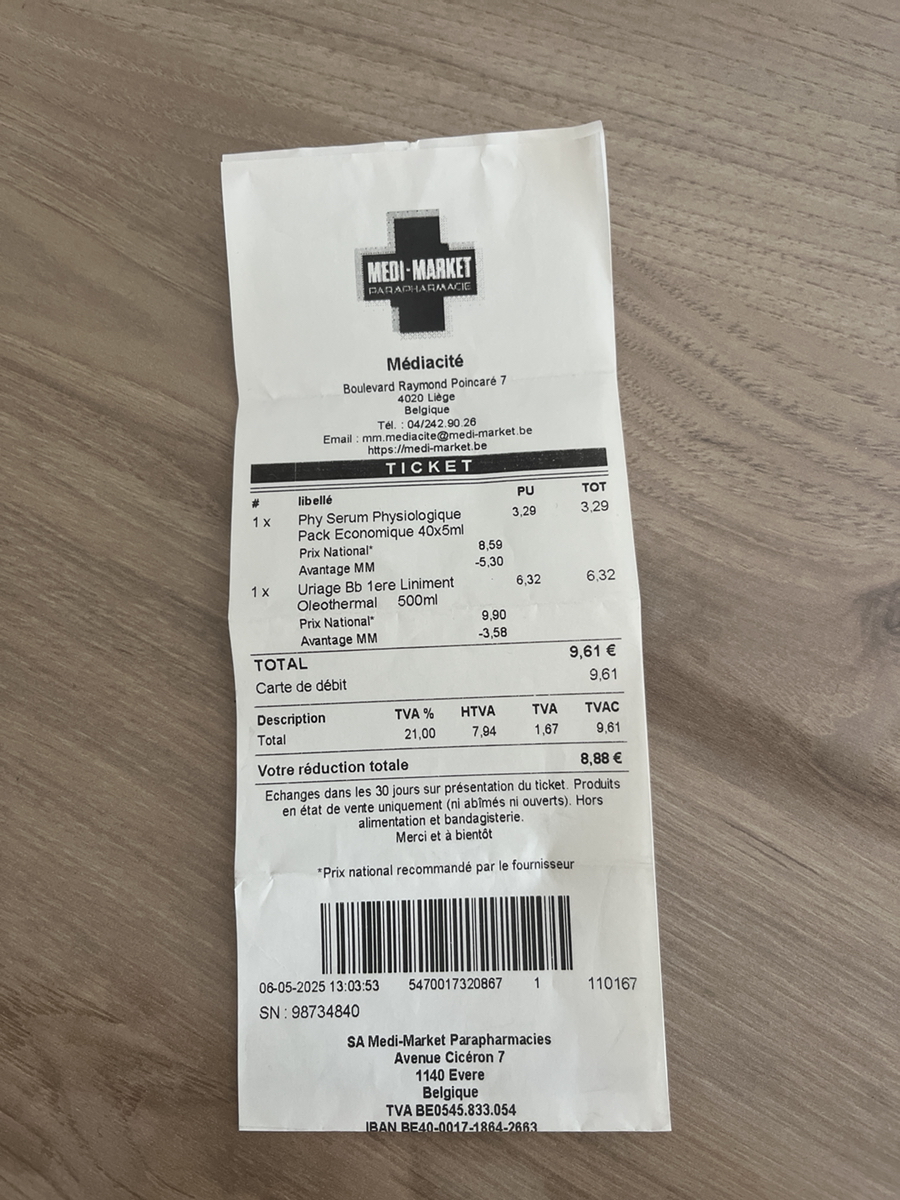 MEDI-MARKET
PARAPHARMACIE
Médiacité
Boulevard Raymond Poincaré 7
4020 Liège
Belgique
Tél. : 04/242.90.26
Email : mm.mediacite@medi-market.be
https://medi-market.be
TICKET
# libellé PU TOT
1 x Phy Serum Physiologique 3,29 3,29
Pack Economique 40x5ml
Prix National* 8,59
Avantage MM -5,30
1 x Uriage Bb 1ere Liniment 6,32 6,32
Oleothermal 500ml
Prix National* 9,90
Avantage MM -3,58
TOTAL 9,61 €
Carte de débit 9,61
Description TVA % HTVA TVA TVAC
Total 21,00 7,94 1,67 9,61
Votre réduction totale 8,88 €
Echanges dans les 30 jours sur présentation du ticket. Produits
en état de vente uniquement (ni abîmés ni ouverts). Hors
alimentation et bandagisterie.
Merci et à bientôt
*Prix national recommandé par le fournisseur
06-05-2025 13:03:53 5470017320867 1 110167
SN : 98734840
SA Medi-Market Parapharmacies
Avenue Cicéron 7
1140 Evere
Belgique
TVA BE0545.833.054
IBAN BE40-0017-1864-2663